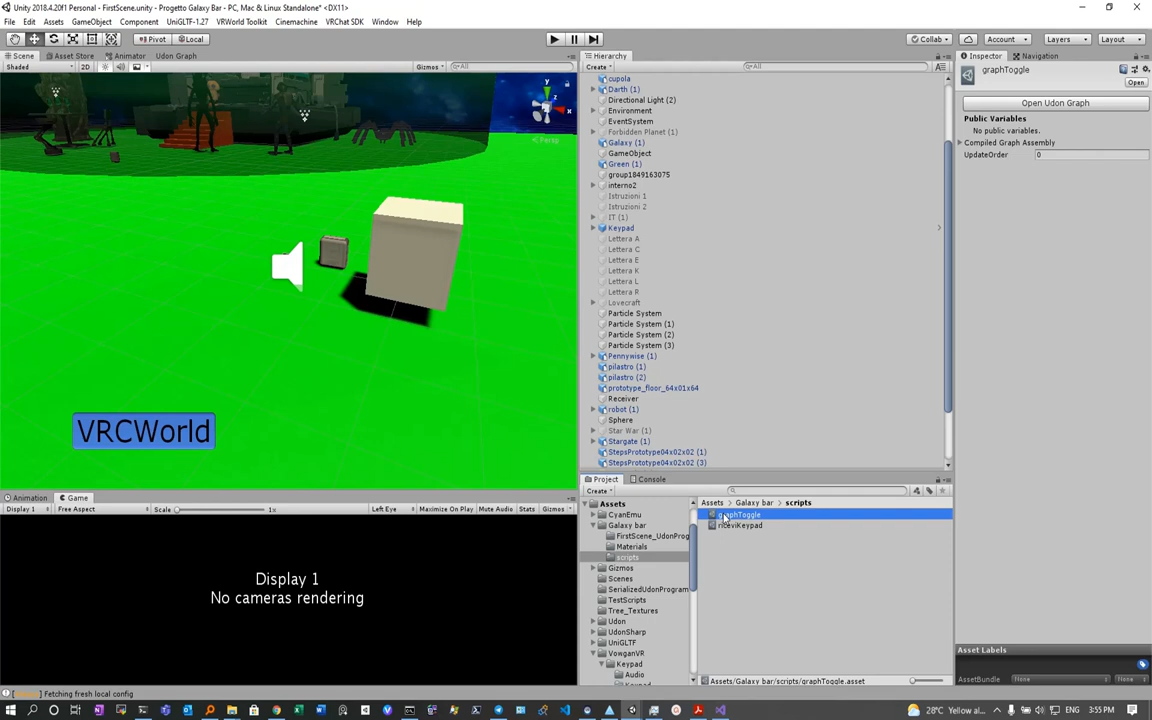 Unity 2018.4.20f1 Personal - FirstScene.unity - Progetto Galaxy Bar - PC, Mac & Linux Standalone* <DX11>
File Edit Assets GameObject Component UniGLTF-1.27 VRWorld Toolkit Cinemachine VRChat SDK Window Help
Pivot Local Collab Account Layers Layout
Scene Asset Store Animator Udon Graph
Shaded 2D Gizmos All
y
x
Persp
VRCWorld
Hierarchy
Create All
cupola
Darth (1)
Directional Light (2)
Environment
EventSystem
Forbidden Planet (1)
Galaxy (1)
GameObject
Green (1)
group1849163075
interno2
Istruzioni 1
Istruzioni 2
IT (1)
Keypad
Lettera A
Lettera C
Lettera E
Lettera K
Lettera L
Lettera R
Lovecraft
Particle System
Particle System (1)
Particle System (2)
Particle System (3)
Pennywise (1)
pilastro (1)
pilastro (2)
prototype_floor_64x01x64
Receiver
robot (1)
Sphere
Star War (1)
Stargate (1)
StepsPrototype04x02x02 (1)
StepsPrototype04x02x02 (3)
Inspector Navigation
graphToggle
Open
Open Udon Graph
Public Variables
No public variables.
Compiled Graph Assembly
UpdateOrder 0
Animation Game
Display 1 Free Aspect Scale 1x Left Eye Maximize On Play Mute Audio Stats Gizmos
Display 1
No cameras rendering
Project Console
Create
Assets
CyanEmu
Galaxy bar
FirstScene_UdonProg
Materials
scripts
Gizmos
Scenes
SerializedUdonProgram
TestScripts
Tree_Textures
Udon
UdonSharp
UniGLTF
VowganVR
Keypad
Audio
Assets > Galaxy bar > scripts
graphToggle
riceviKeypad
Assets/Galaxy bar/scripts/graphToggle.asset
Asset Labels
AssetBundle None None
Fetching fresh local config
28°C Yellow al... ENG 3:55 PM